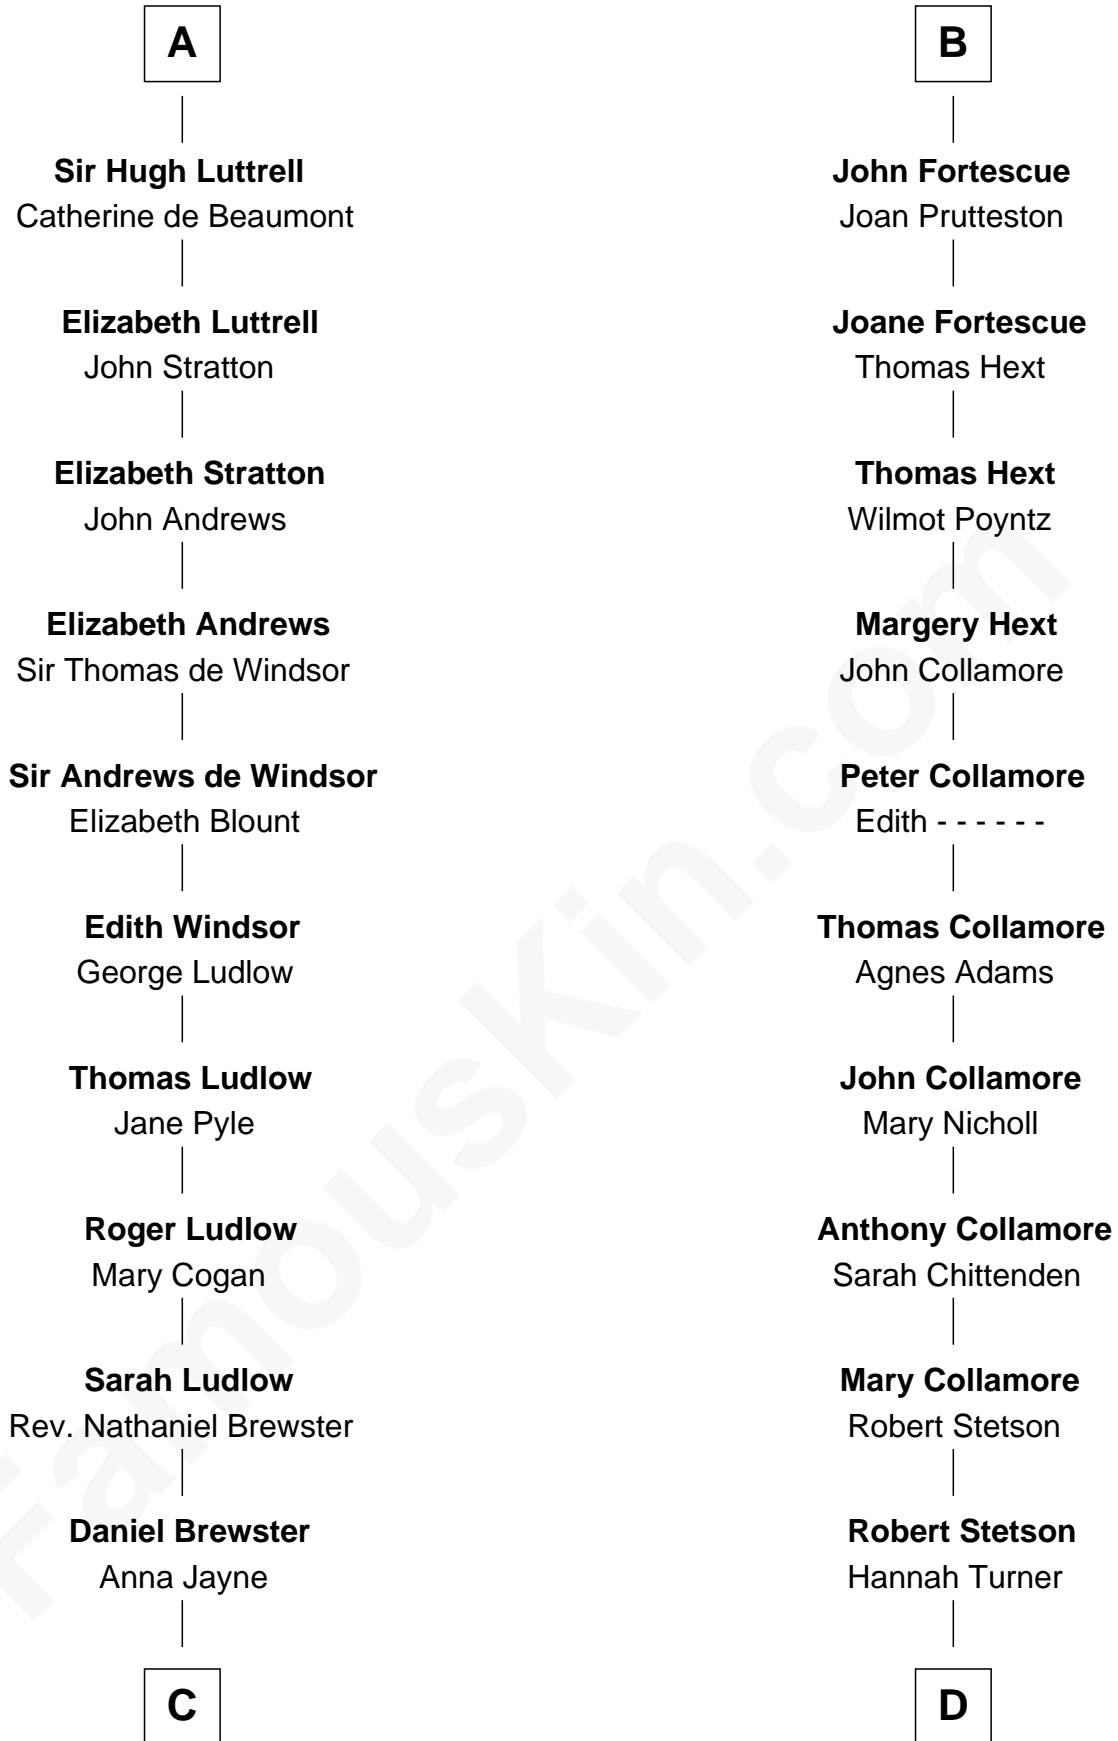 A
Sir Hugh Luttrell
Catherine de Beaumont
Elizabeth Luttrell
John Stratton
Elizabeth Stratton
John Andrews
Elizabeth Andrews
Sir Thomas de Windsor
Sir Andrews de Windsor
Elizabeth Blount
Edith Windsor
George Ludlow
Thomas Ludlow
Jane Pyle
Roger Ludlow
Mary Cogan
Sarah Ludlow
Rev. Nathaniel Brewster
Daniel Brewster
Anna Jayne
C
B
John Fortescue
Joan Prutteston
Joane Fortescue
Thomas Hext
Thomas Hext
Wilmot Poyntz
Margery Hext
John Collamore
Peter Collamore
Edith - - - - - -
Thomas Collamore
Agnes Adams
John Collamore
Mary Nicholl
Anthony Collamore
Sarah Chittenden
Mary Collamore
Robert Stetson
Robert Stetson
Hannah Turner
D
FamousKin.com